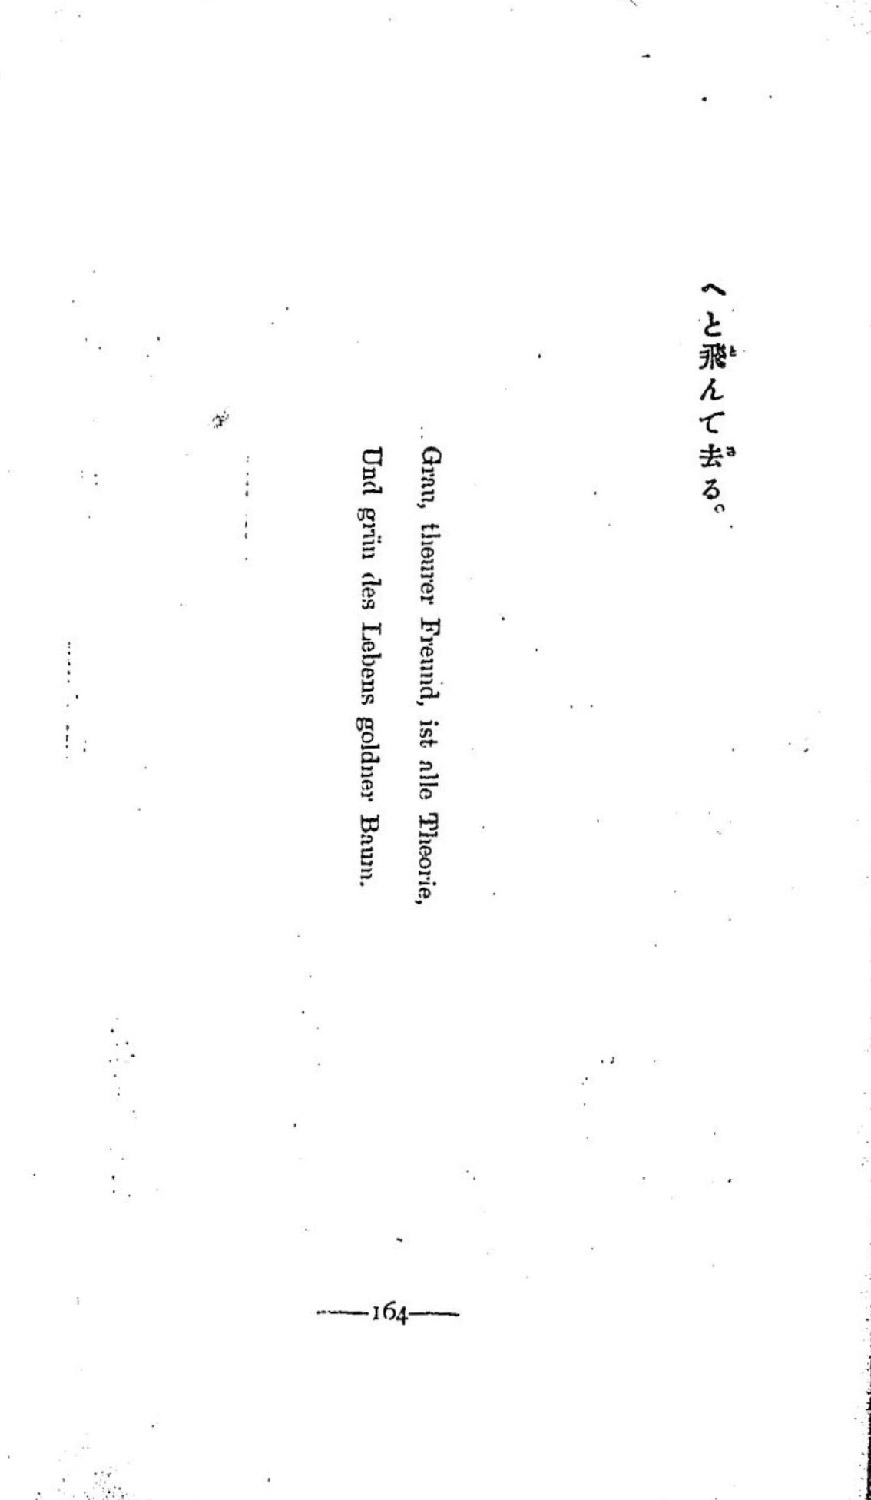 へと飛んで去る。
Grau, theurer Freund, ist alle Theorie,
Und grün des Lebens goldner Baum.
164